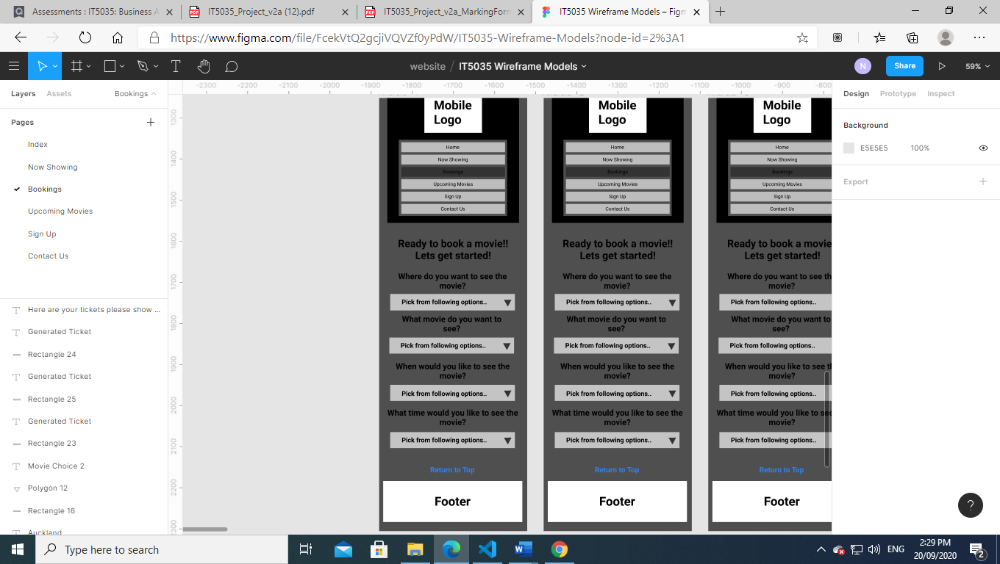 Assessments : IT5035: Business A
IT5035_Project_v2a (12).pdf
IT5035_Project_v2a_MarkingForm
IT5035 Wireframe Models – Figm
https://www.figma.com/file/FcekVtQ2gcjiVQVZf0yPdW/IT5035-Wireframe-Models?node-id=2%3A1
website / IT5035 Wireframe Models
N
Share
59%
Layers
Assets
Bookings
-2300 -2200 -2100 -2000 -1900 -1800 -1700 -1600 -1500 -1400 -1300 -1200 -1100 -1000 -900 -800
Design
Prototype
Inspect
Pages
Index
Now Showing
Bookings
Upcoming Movies
Sign Up
Contact Us
Here are your tickets please show ...
Generated Ticket
Rectangle 24
Generated Ticket
Rectangle 25
Generated Ticket
Rectangle 23
Movie Choice 2
Polygon 12
Rectangle 16
Auckland
1300
1400
1500
1600
1700
1800
1900
2000
2100
2200
2300
Mobile
Logo
Home
Now Showing
Bookings
Upcoming Movies
Sign Up
Contact Us
Ready to book a movie!!
Lets get started!
Where do you want to see the
movie?
Pick from following options..
What movie do you want to
see?
Pick from following options..
When would you like to see the
movie?
Pick from following options..
What time would you like to see the
movie?
Pick from following options..
Return to Top
Footer
Mobile
Logo
Home
Now Showing
Bookings
Upcoming Movies
Sign Up
Contact Us
Ready to book a movie!!
Lets get started!
Where do you want to see the
movie?
Pick from following options..
What movie do you want to
see?
Pick from following options..
When would you like to see the
movie?
Pick from following options..
What time would you like to see the
movie?
Pick from following options..
Return to Top
Footer
Mobile
Logo
Home
Now Showing
Bookings
Upcoming Movies
Sign Up
Contact Us
Ready to book a movie
Lets get started!
Where do you want to see th
movie?
Pick from following options..
What movie do you want to
see?
Pick from following options..
When would you like to see t
movie?
Pick from following options..
What time would you like to see
movie?
Pick from following options..
Return to Top
Footer
Background
E5E5E5 100%
Export
?
Type here to search
ENG
2:29 PM
20/09/2020
2